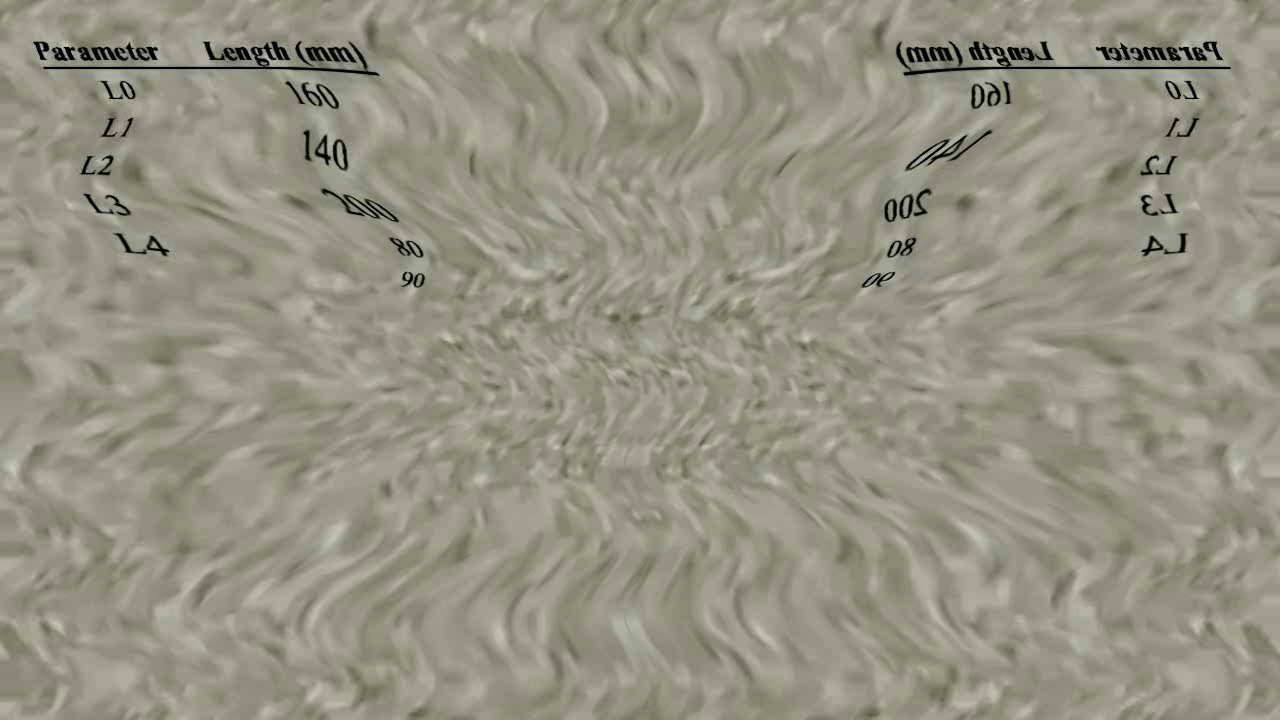 Parameter Length (mm) Length (mm) Parameter
L0 160 160 L0
L1 140 140 L1
L2 200 200 L2
L3 80 80 L3
L4 90 90 L4